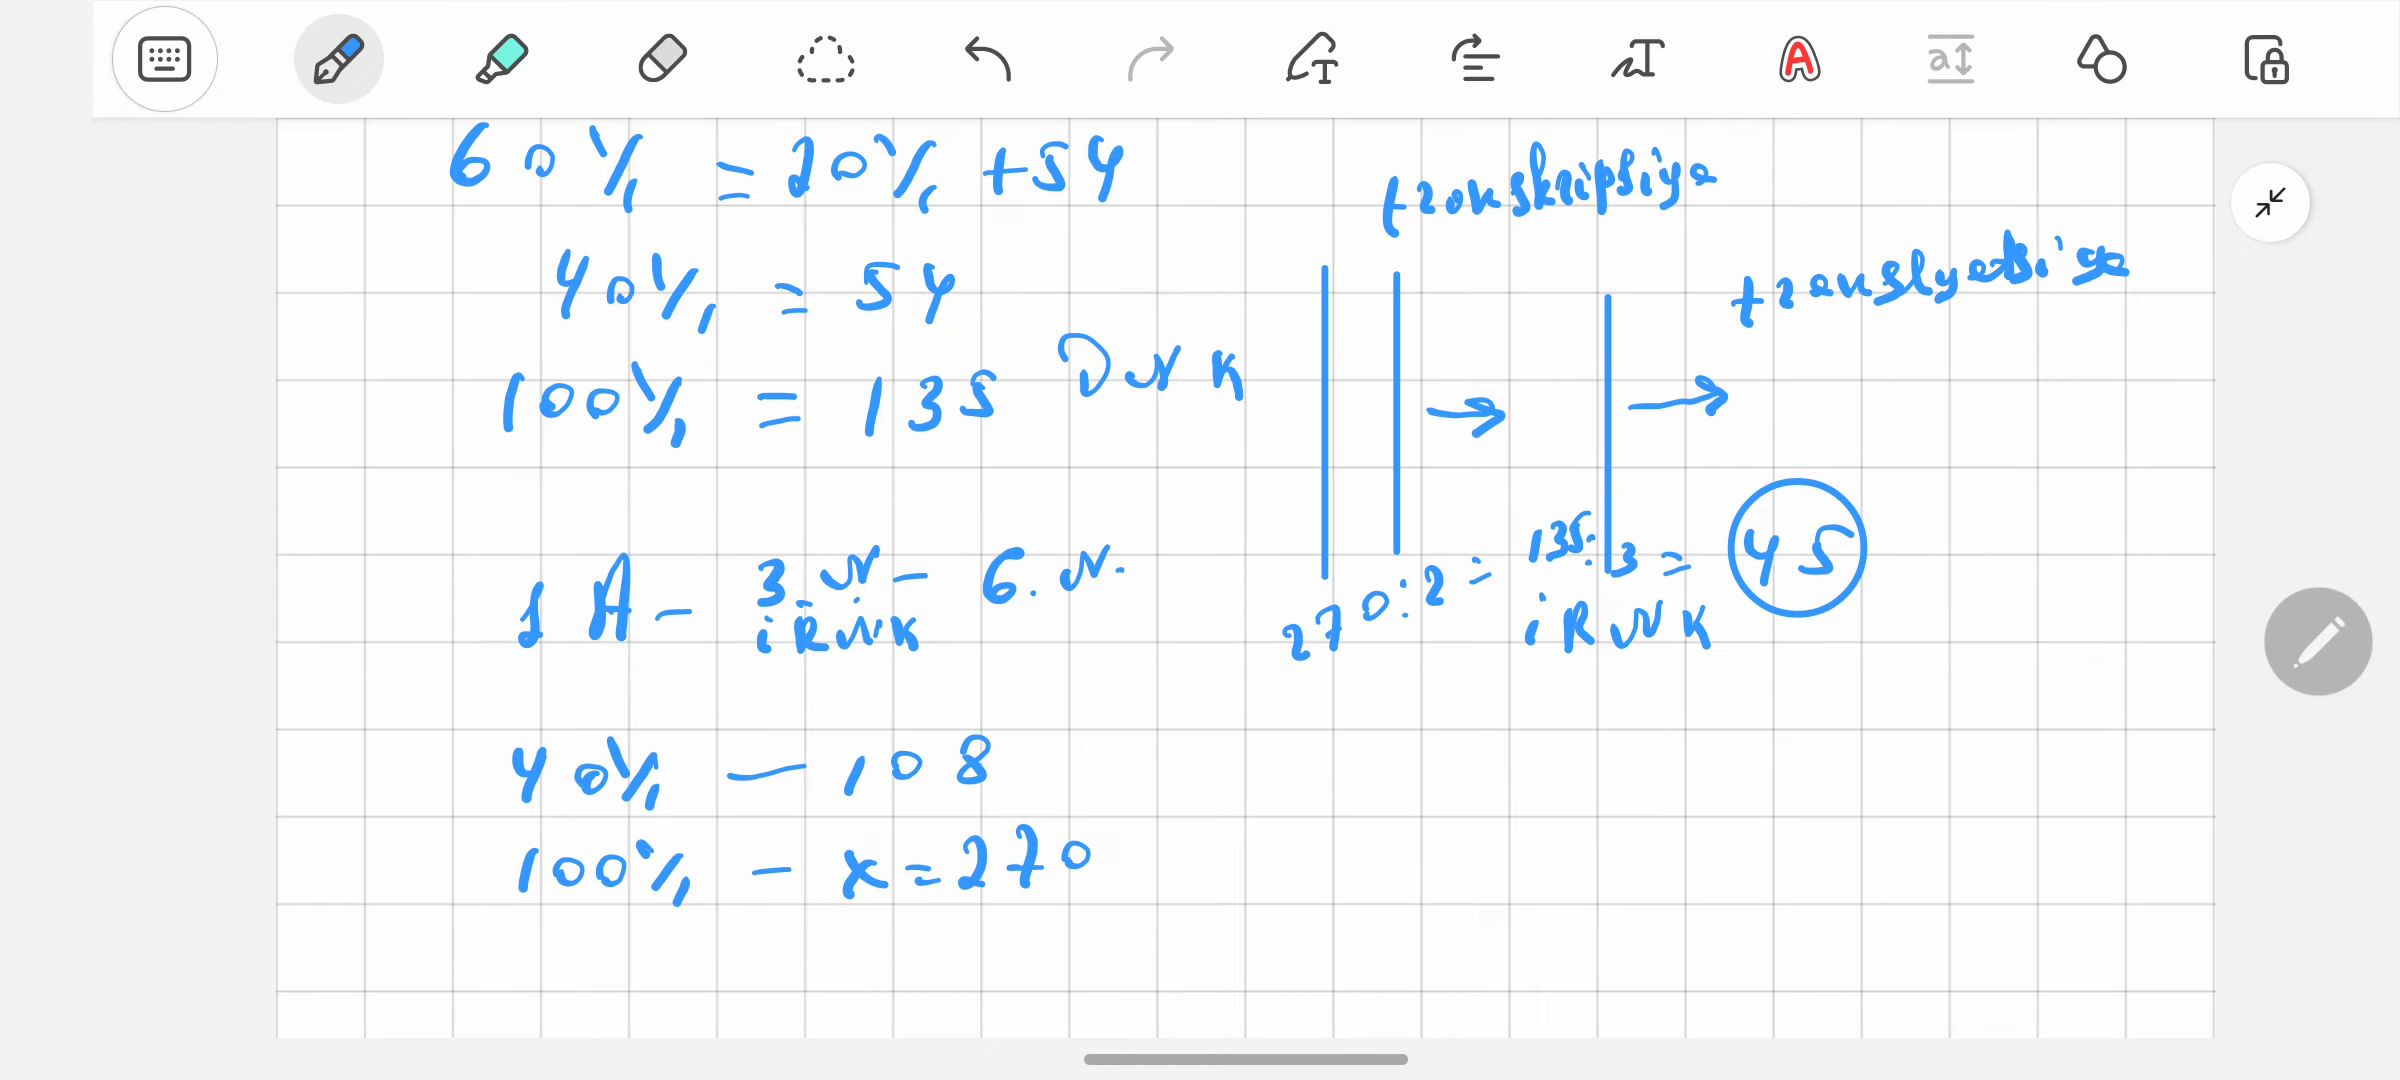 60% = 20% + 54
40% = 54
100% = 135
transkripsiya
translyatsiya
DNK
1 A - 3 N - 6. N.
iRNK
270:2 = 135:3 = 45
iRNK
40% — 108
100% - x = 270